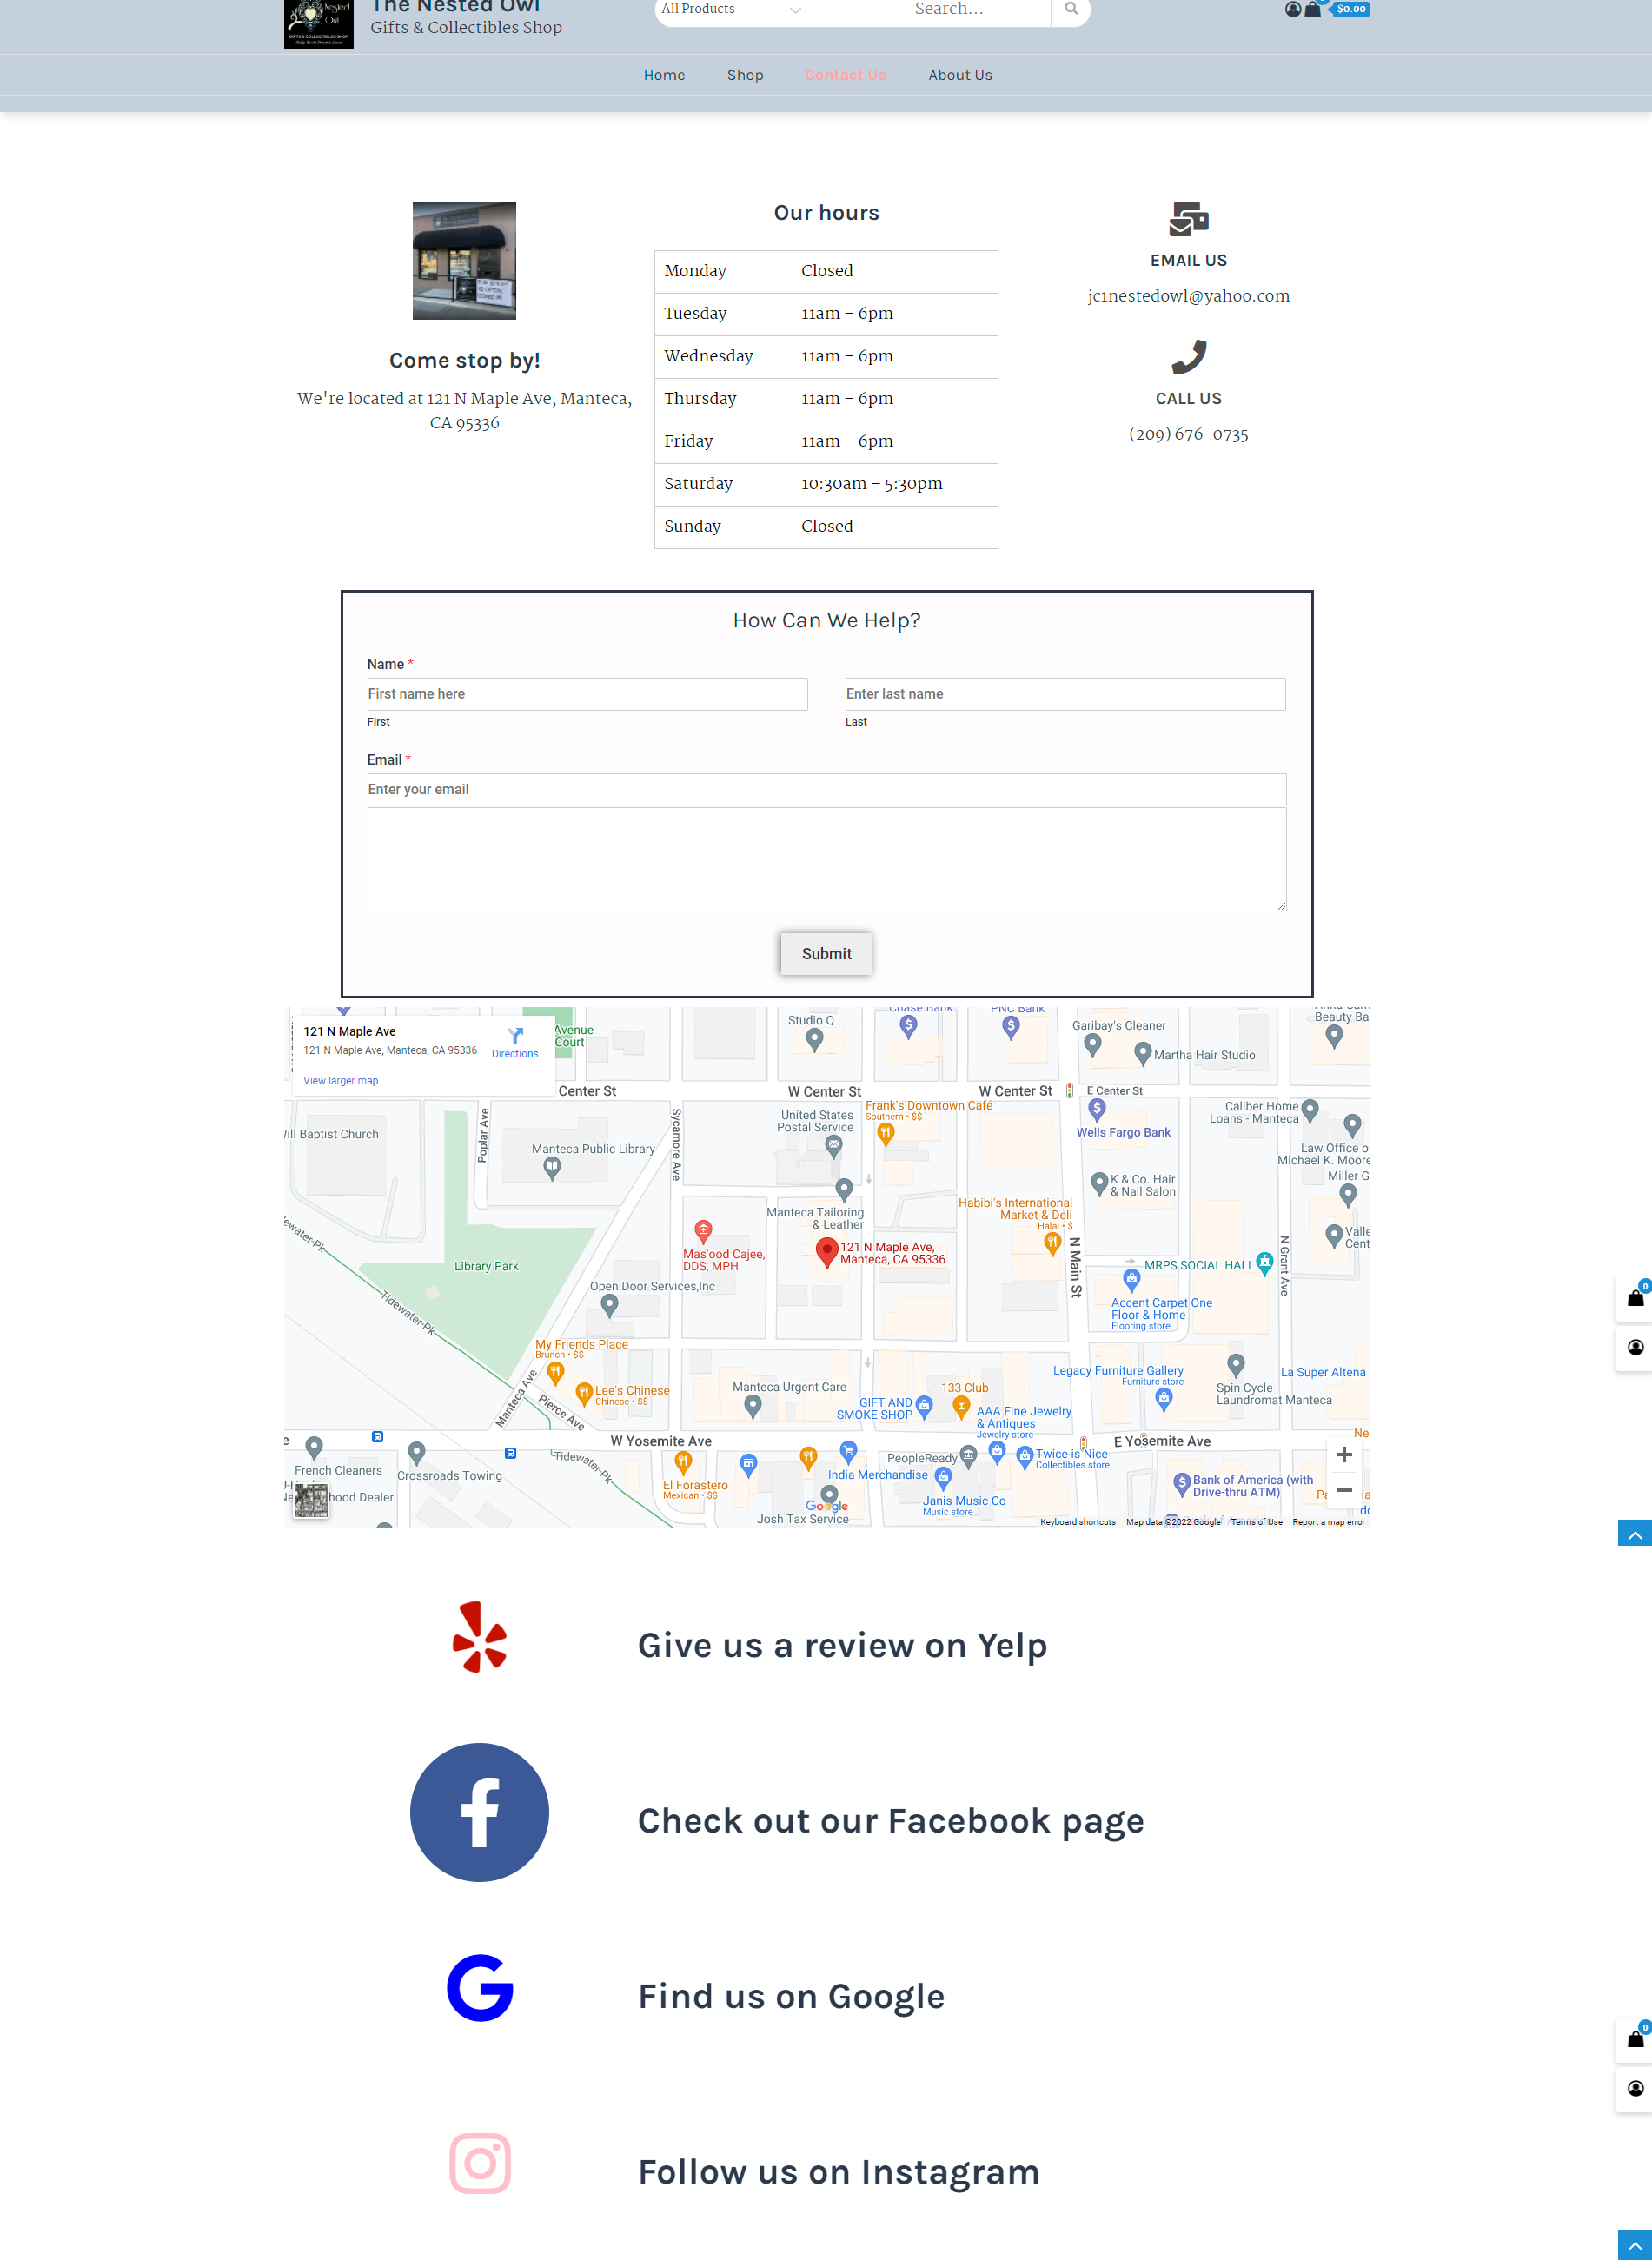 The Nested Owl
Gifts & Collectibles Shop
All Products
Search...
$0.00
Home
Shop
Contact Us
About Us
Come stop by!
We're located at 121 N Maple Ave, Manteca,
CA 95336
Our hours
Monday Closed
Tuesday 11am – 6pm
Wednesday 11am – 6pm
Thursday 11am – 6pm
Friday 11am – 6pm
Saturday 10:30am – 5:30pm
Sunday Closed
EMAIL US
jc1nestedowl@yahoo.com
CALL US
(209) 676-0735
How Can We Help?
Name *
First name here
Enter last name
First
Last
Email *
Enter your email
Submit
121 N Maple Ave
121 N Maple Ave, Manteca, CA 95336
Directions
View larger map
Avenue
Court
Studio Q
Chase Bank
PNC Bank
Garibay's Cleaner
Martha Hair Studio
Beauty Ba
Center St
W Center St
W Center St
E Center St
Poplar Ave
Sycamore Ave
ill Baptist Church
Manteca Public Library
United States
Postal Service
Frank's Downtown Café
Southern • $$
Wells Fargo Bank
Caliber Home
Loans - Manteca
Law Office of
Michael K. Moore
Miller G
K & Co. Hair
& Nail Salon
Manteca Tailoring
& Leather
Habibi's International
Market & Deli
Halal • $
Valle
Cent
Mas'ood Cajee,
DDS, MPH
121 N Maple Ave,
Manteca, CA 95336
N Main St
N Grant Ave
MRPS SOCIAL HALL
ewater-Pk
Library Park
Tidewater-Pk
Open Door Services,Inc
Accent Carpet One
Floor & Home
Flooring store
My Friends Place
Brunch • $$
Lee's Chinese
Chinese • $$
Manteca Ave
Pierce Ave
Manteca Urgent Care
GIFT AND
SMOKE SHOP
133 Club
AAA Fine Jewelry
& Antiques
Jewelry store
Legacy Furniture Gallery
Furniture store
Spin Cycle
Laundromat Manteca
La Super Altena
W Yosemite Ave
E Yosemite Ave
French Cleaners
Crossroads Towing
Tidewater-Pk
El Forastero
Mexican • $$
India Merchandise
PeopleReady
Twice is Nice
Collectibles store
Janis Music Co
Music store
Bank of America (with
Drive-thru ATM)
hood Dealer
Google
Josh Tax Service
Keyboard shortcuts
Map data ©2022 Google
Terms of Use
Report a map error
0
Give us a review on Yelp
Check out our Facebook page
Find us on Google
0
Follow us on Instagram